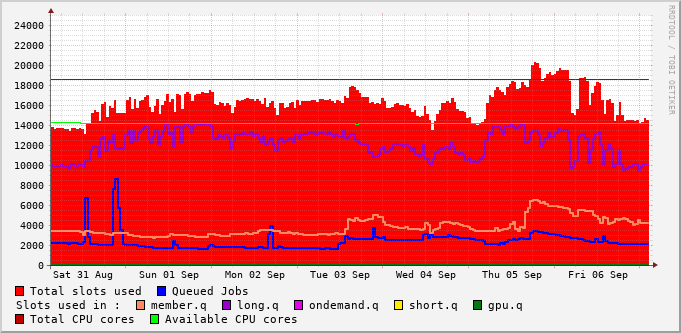 RRDTOOL / TOBI OETIKER
24000
22000
20000
18000
16000
14000
12000
10000
8000
6000
4000
2000
0
Sat 31 Aug Sun 01 Sep Mon 02 Sep Tue 03 Sep Wed 04 Sep Thu 05 Sep Fri 06 Sep
Total slots used Queued Jobs
Slots used in : member.q long.q ondemand.q short.q gpu.q
Total CPU cores Available CPU cores